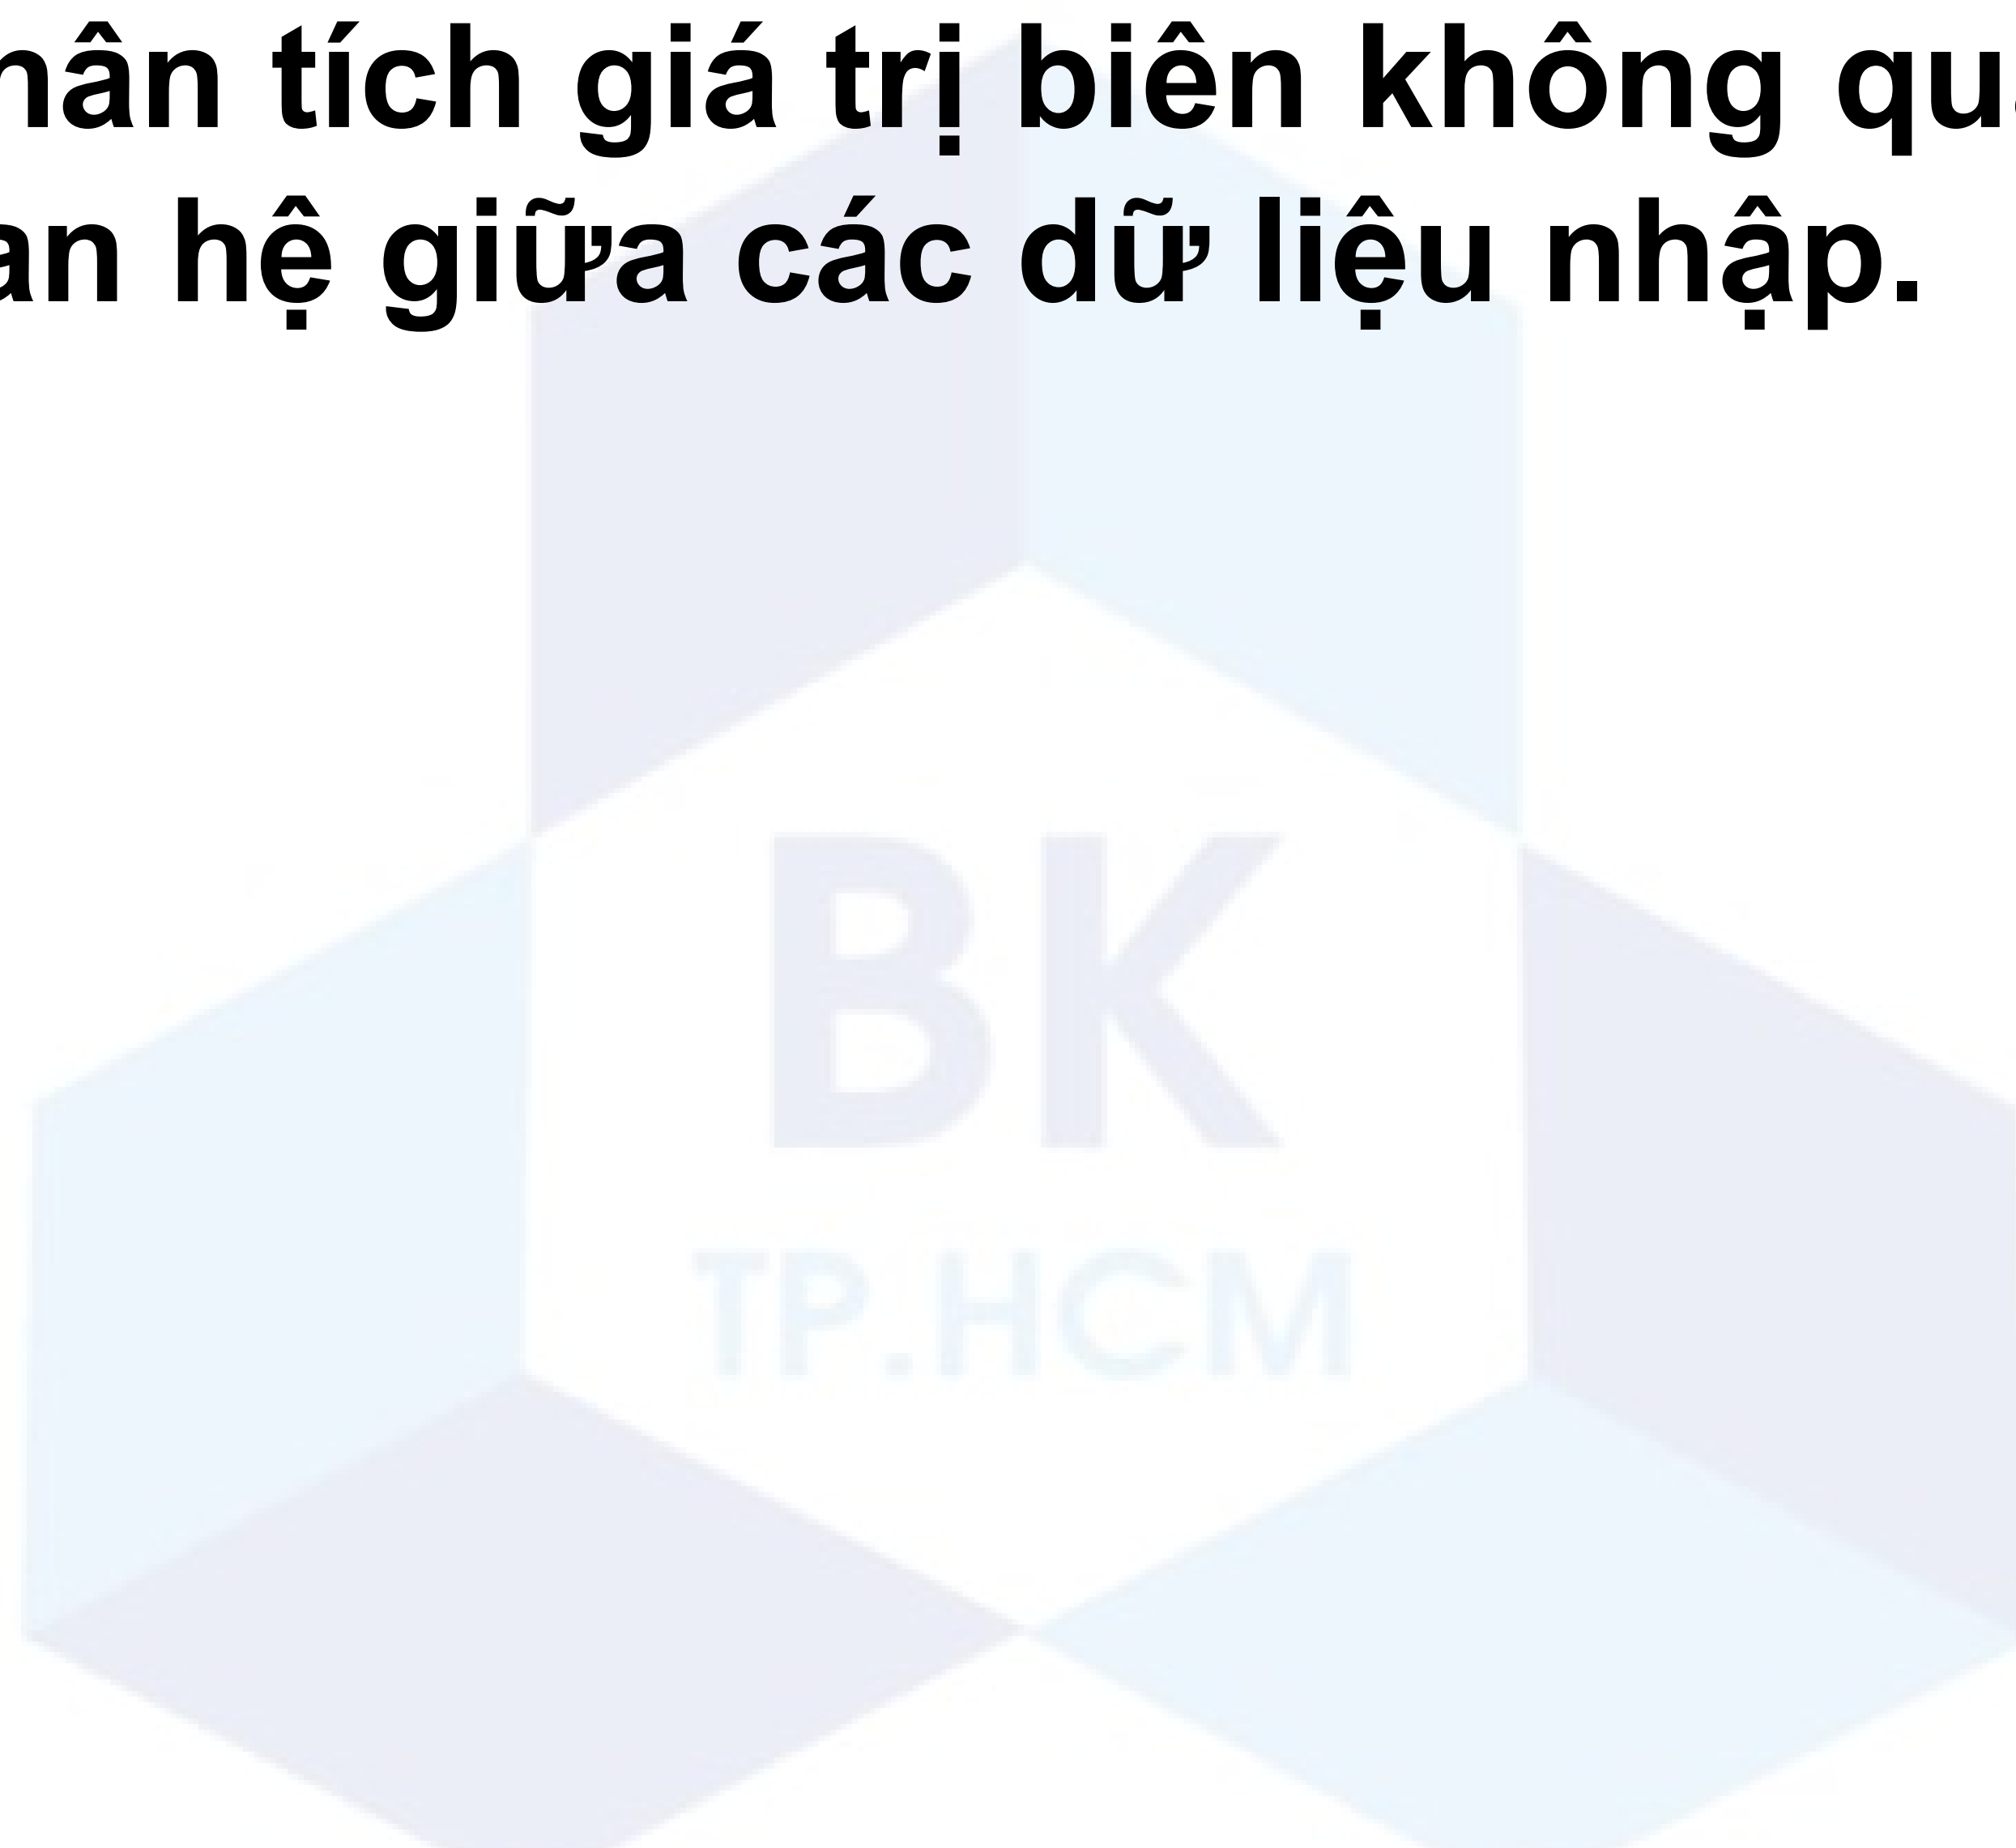 hân tích giá trị biên không qu
an hệ giữa các dữ liệu nhập.
BK
TP.HCM